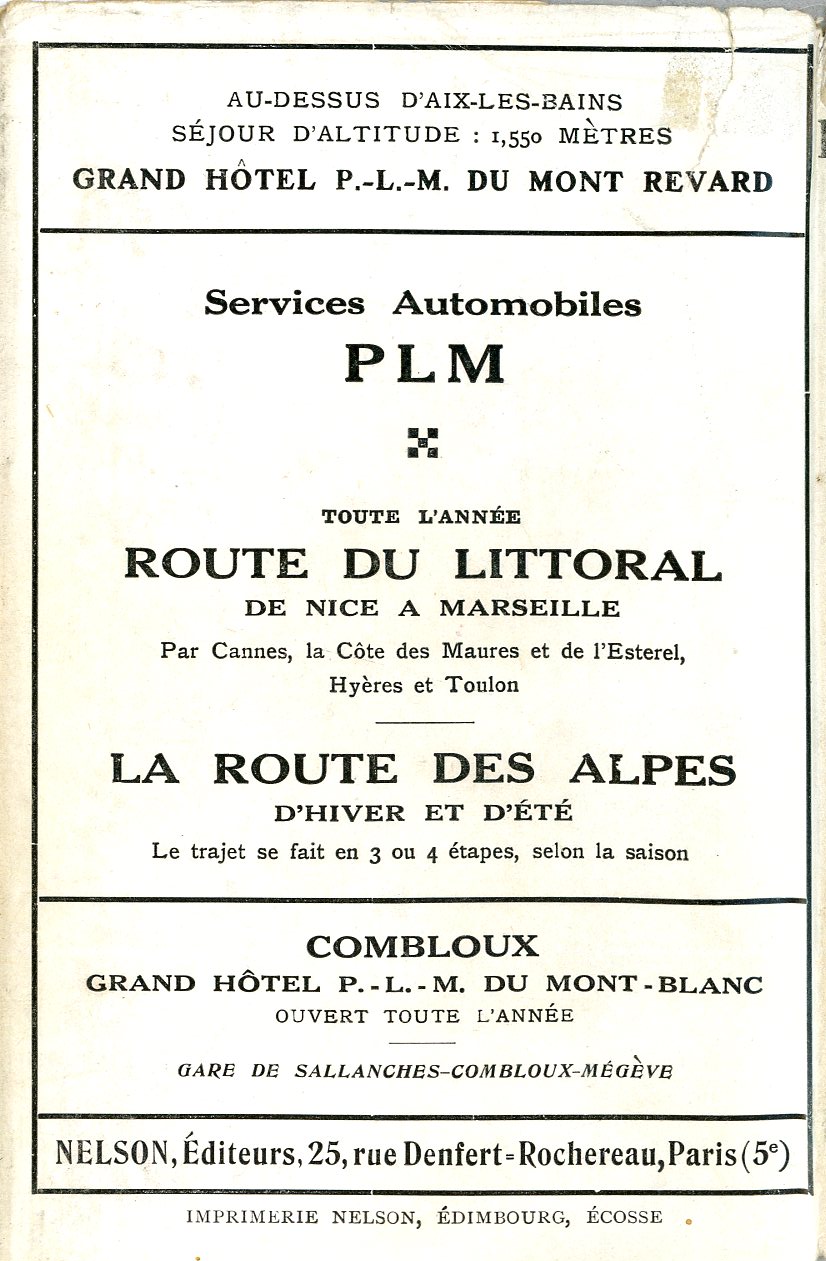 AU-DESSUS D'AIX-LES-BAINS
SÉJOUR D'ALTITUDE : 1,550 MÈTRES
GRAND HÔTEL P.-L.-M. DU MONT REVARD
Services Automobiles
PLM
TOUTE L'ANNÉE
ROUTE DU LITTORAL
DE NICE A MARSEILLE
Par Cannes, la Côte des Maures et de l'Esterel,
Hyères et Toulon
LA ROUTE DES ALPES
D'HIVER ET D'ÉTÉ
Le trajet se fait en 3 ou 4 étapes, selon la saison
COMBLOUX
GRAND HÔTEL P.-L.-M. DU MONT-BLANC
OUVERT TOUTE L'ANNÉE
GARE DE SALLANCHES-COMBLOUX-MÉGÈVE
NELSON, Éditeurs, 25, rue Denfert=Rochereau, Paris (5e)
IMPRIMERIE NELSON, ÉDIMBOURG, ÉCOSSE